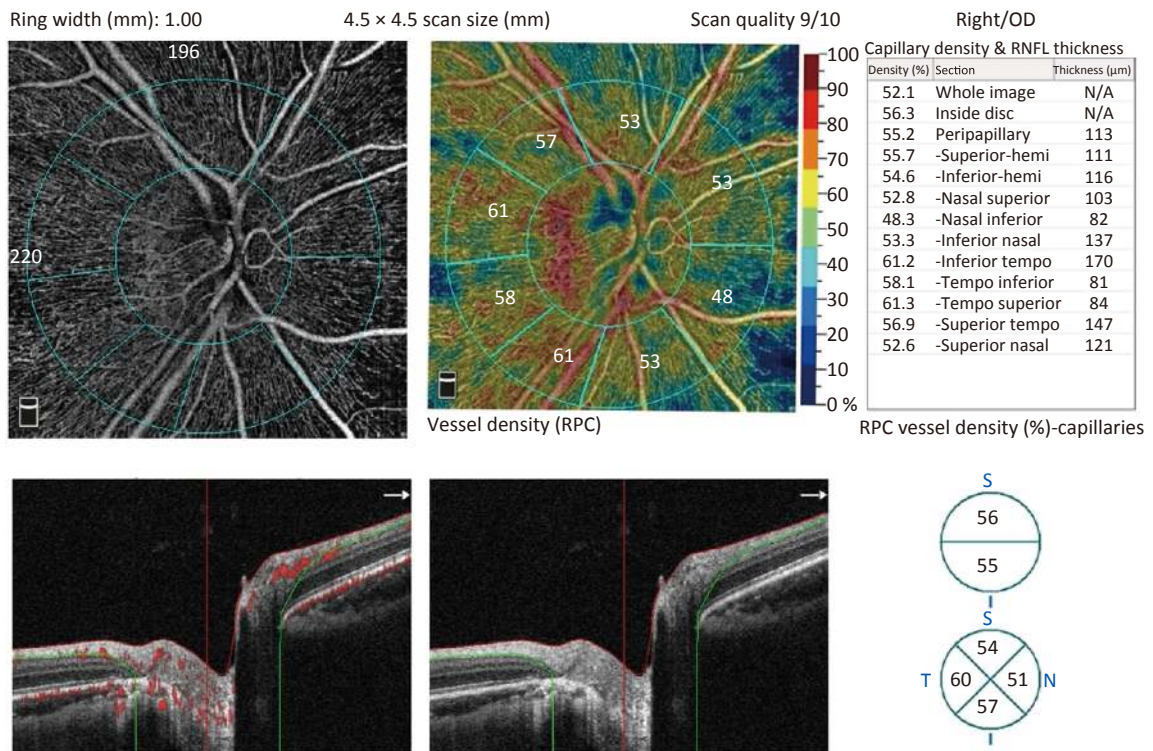 Ring width (mm): 1.00 4.5 × 4.5 scan size (mm) Scan quality 9/10 Right/OD
196
220
57
53
53
61
58
48
61
53
100
90
80
70
60
50
40
30
20
10
0 %
Vessel density (RPC)
Capillary density & RNFL thickness
Density (%) Section Thickness (µm)
52.1 Whole image N/A
56.3 Inside disc N/A
55.2 Peripapillary 113
55.7 -Superior-hemi 111
54.6 -Inferior-hemi 116
52.8 -Nasal superior 103
48.3 -Nasal inferior 82
53.3 -Inferior nasal 137
61.2 -Inferior tempo 170
58.1 -Tempo inferior 81
61.3 -Tempo superior 84
56.9 -Superior tempo 147
52.6 -Superior nasal 121
RPC vessel density (%)-capillaries
S
56
55
I
S
54
T 60 51 N
57
I